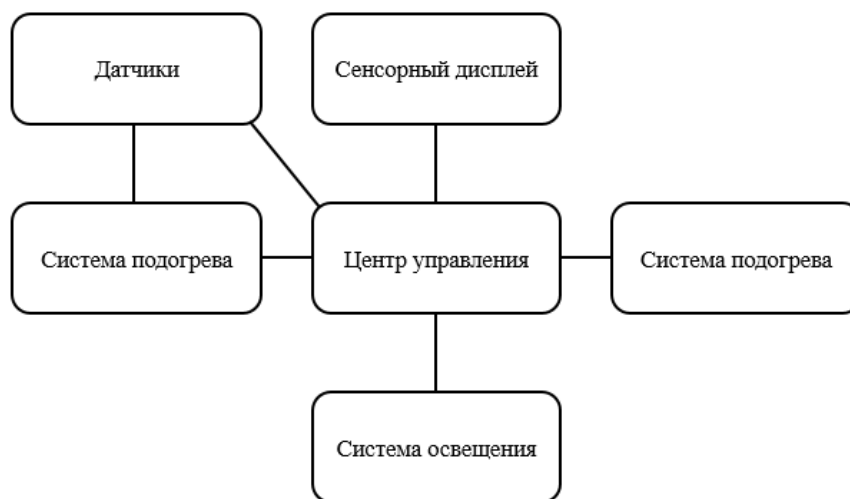 Датчики
Сенсорный дисплей
Система подогрева
Центр управления
Система подогрева
Система освещения